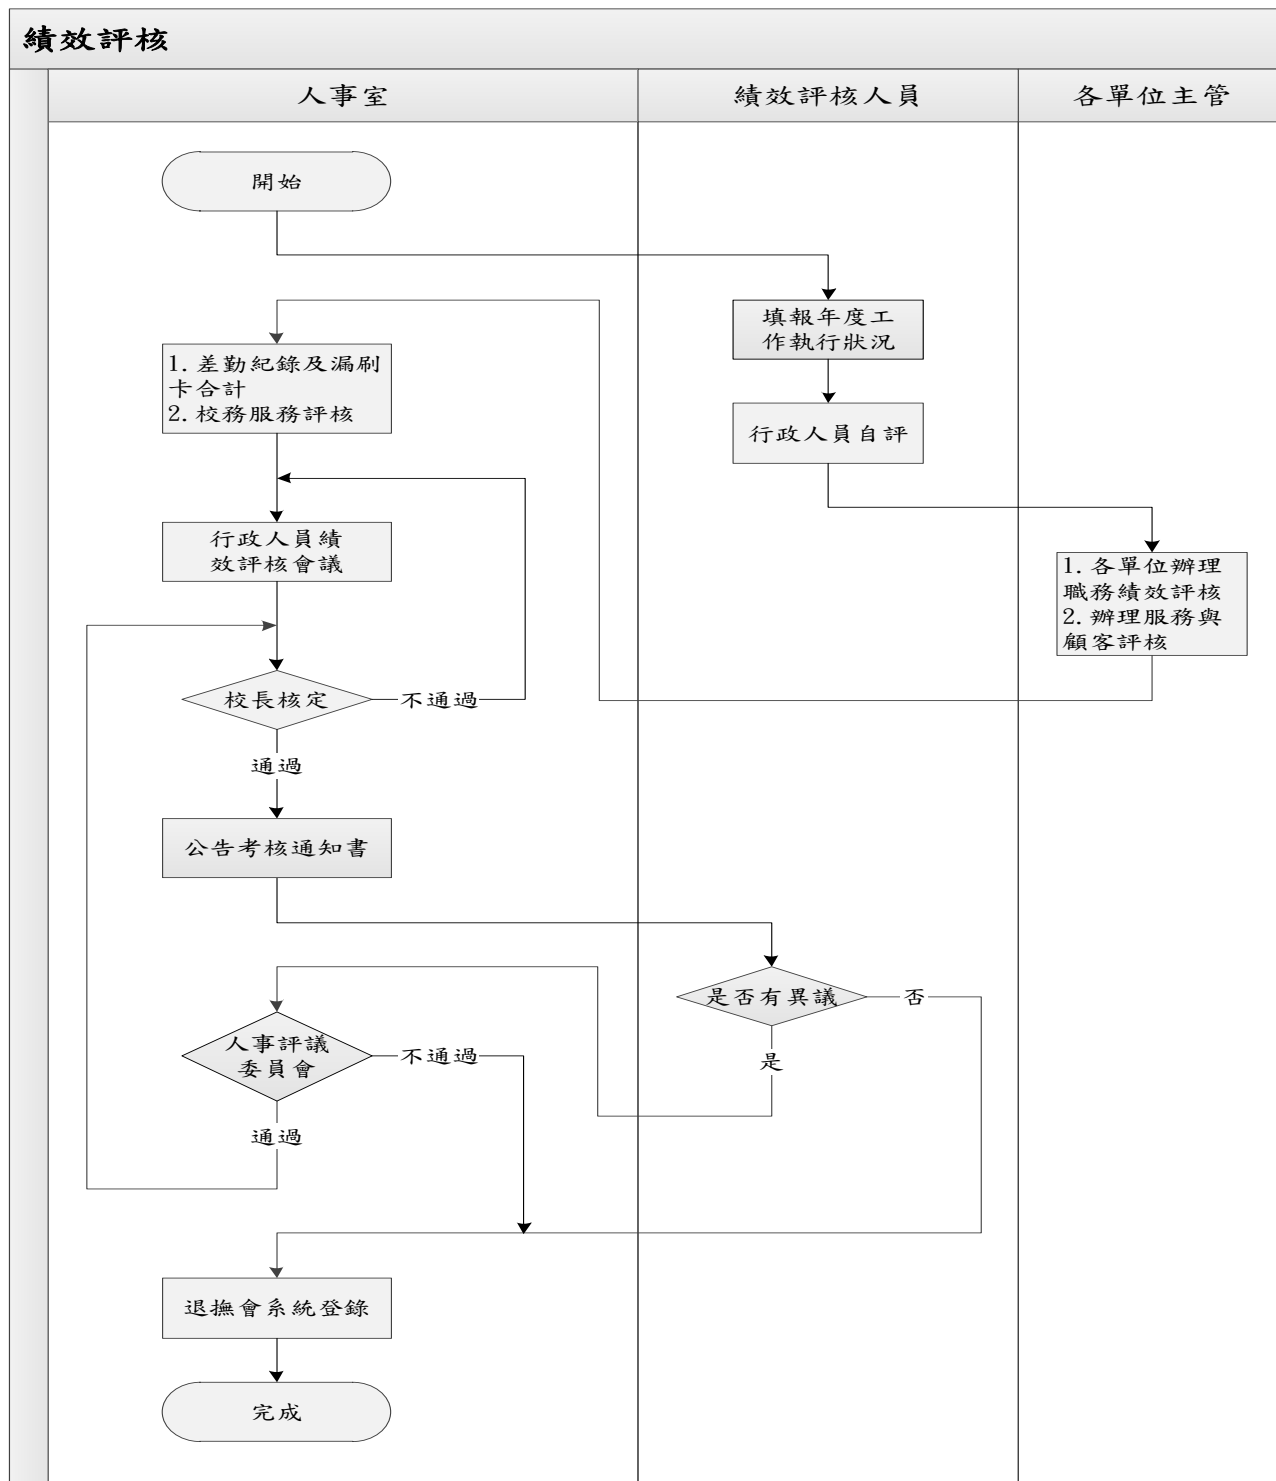 績效評核
人事室
績效評核人員
各單位主管
開始
填報年度工
作執行狀況
1. 差勤紀錄及漏刷
卡合計
2. 校務服務評核
行政人員自評
行政人員績
效評核會議
1. 各單位辦理
職務績效評核
2. 辦理服務與
顧客評核
校長核定
不通過
通過
公告考核通知書
是否有異議
否
是
人事評議
委員會
不通過
通過
退撫會系統登錄
完成